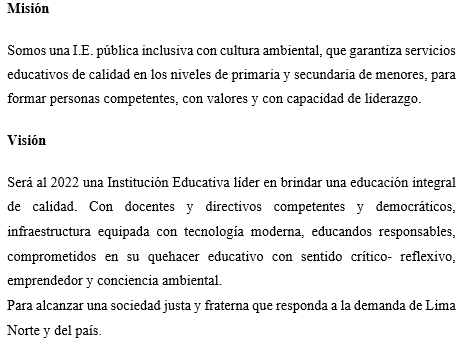 Misión
Somos una I.E. pública inclusiva con cultura ambiental, que garantiza servicios
educativos de calidad en los niveles de primaria y secundaria de menores, para
formar personas competentes, con valores y con capacidad de liderazgo.
Visión
Será al 2022 una Institución Educativa líder en brindar una educación integral
de calidad. Con docentes y directivos competentes y democráticos,
infraestructura equipada con tecnología moderna, educandos responsables,
comprometidos en su quehacer educativo con sentido crítico- reflexivo,
emprendedor y conciencia ambiental.
Para alcanzar una sociedad justa y fraterna que responda a la demanda de Lima
Norte y del país.